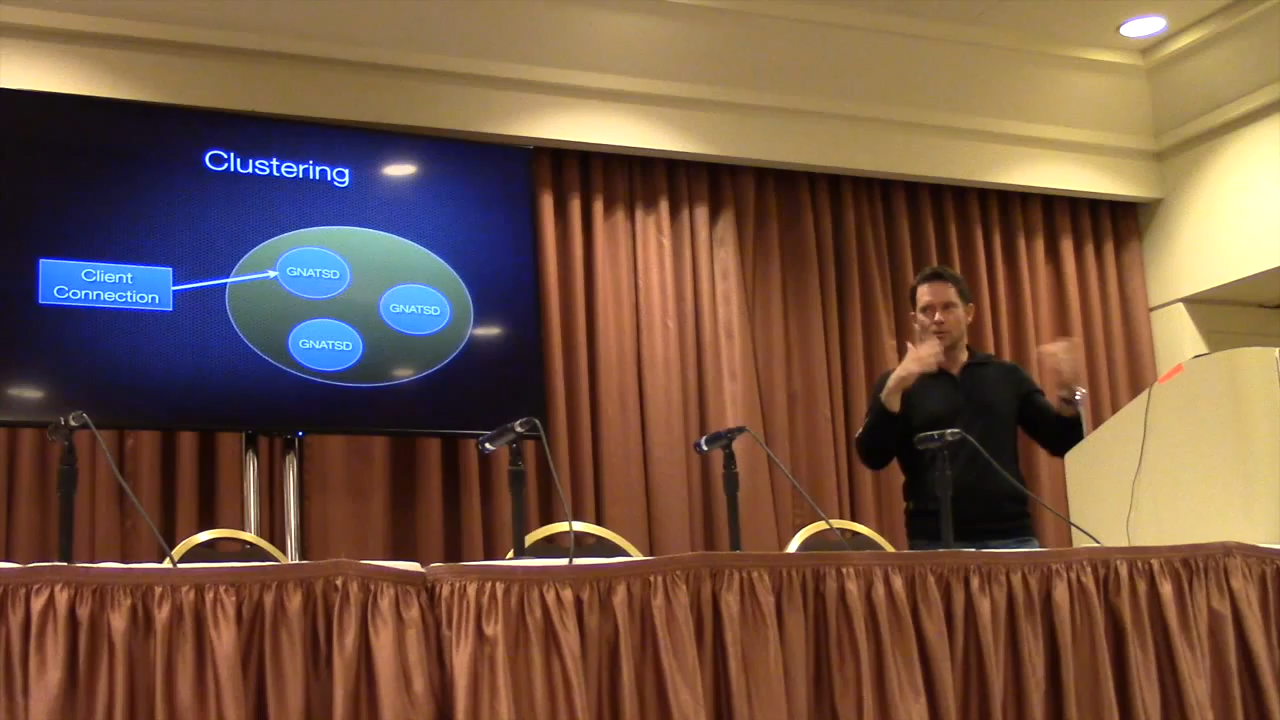 Clustering
Client
Connection
GNATSD
GNATSD
GNATSD